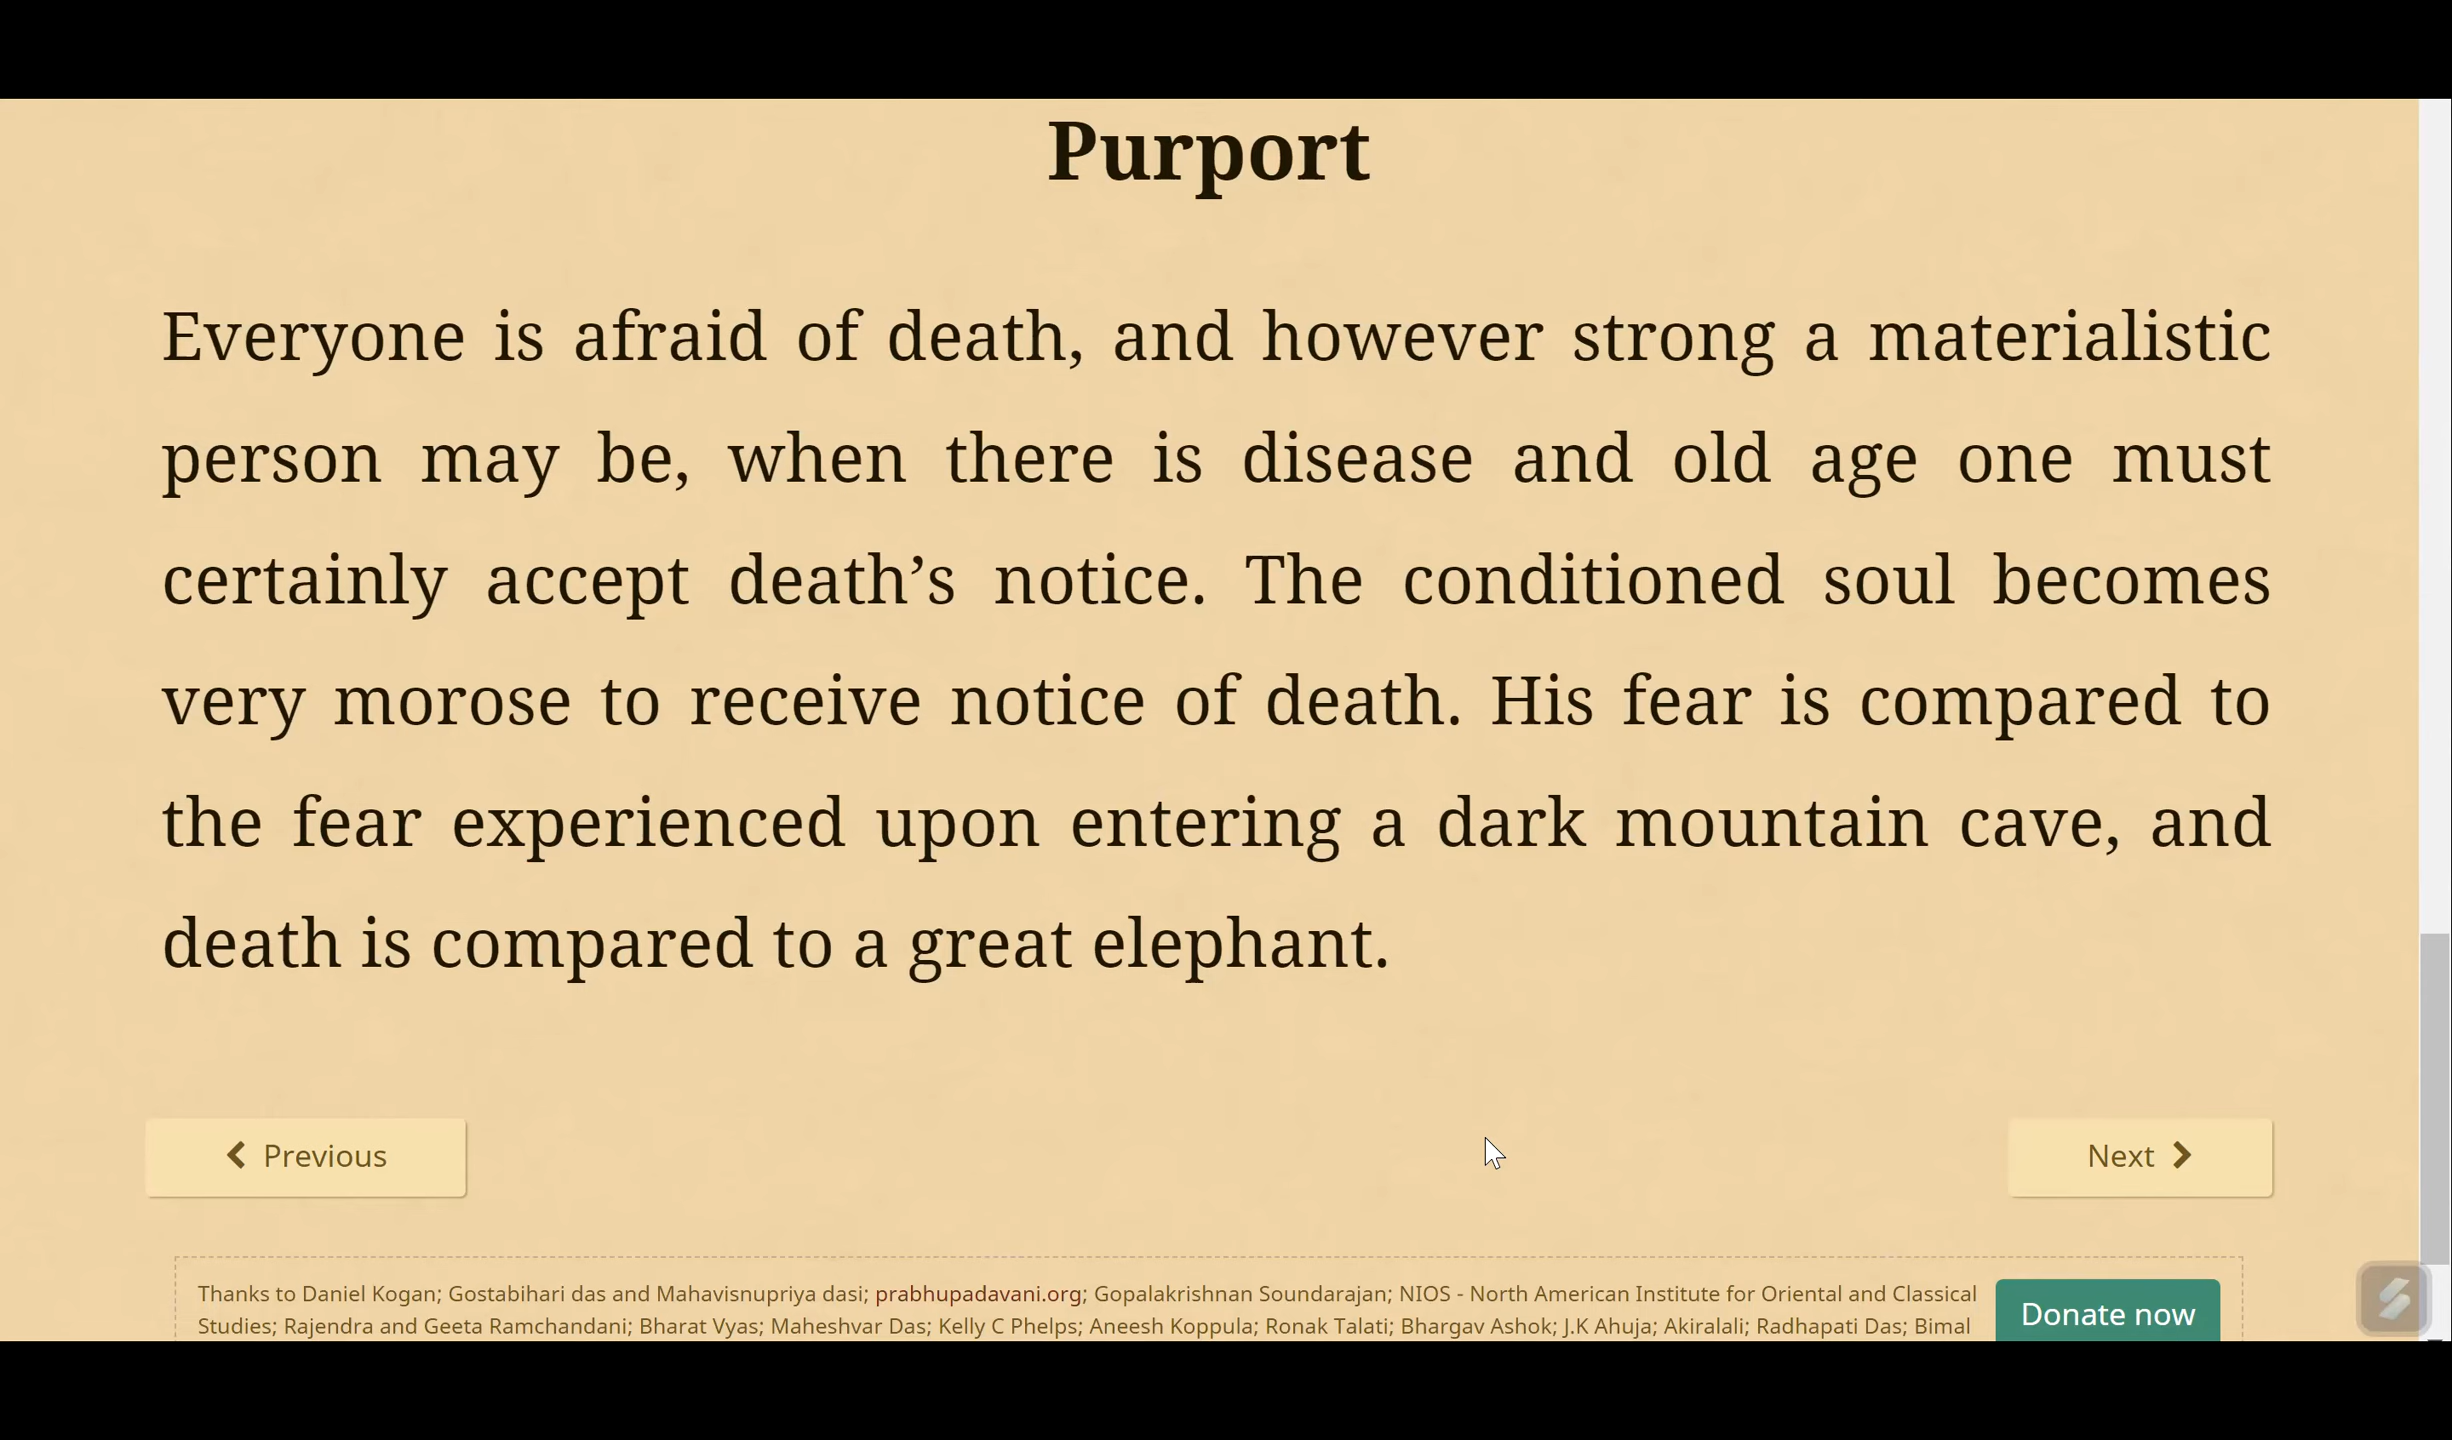 Purport
Everyone is afraid of death, and however strong a materialistic
person may be, when there is disease and old age one must
certainly accept death’s notice. The conditioned soul becomes
very morose to receive notice of death. His fear is compared to
the fear experienced upon entering a dark mountain cave, and
death is compared to a great elephant.
Previous
Next
Thanks to Daniel Kogan; Gostabihari das and Mahavisnupriya dasi; prabhupadavani.org; Gopalakrishnan Soundarajan; NIOS - North American Institute for Oriental and Classical
Studies; Rajendra and Geeta Ramchandani; Bharat Vyas; Maheshvar Das; Kelly C Phelps; Aneesh Koppula; Ronak Talati; Bhargav Ashok; J.K Ahuja; Akiralali; Radhapati Das; Bimal
Donate now